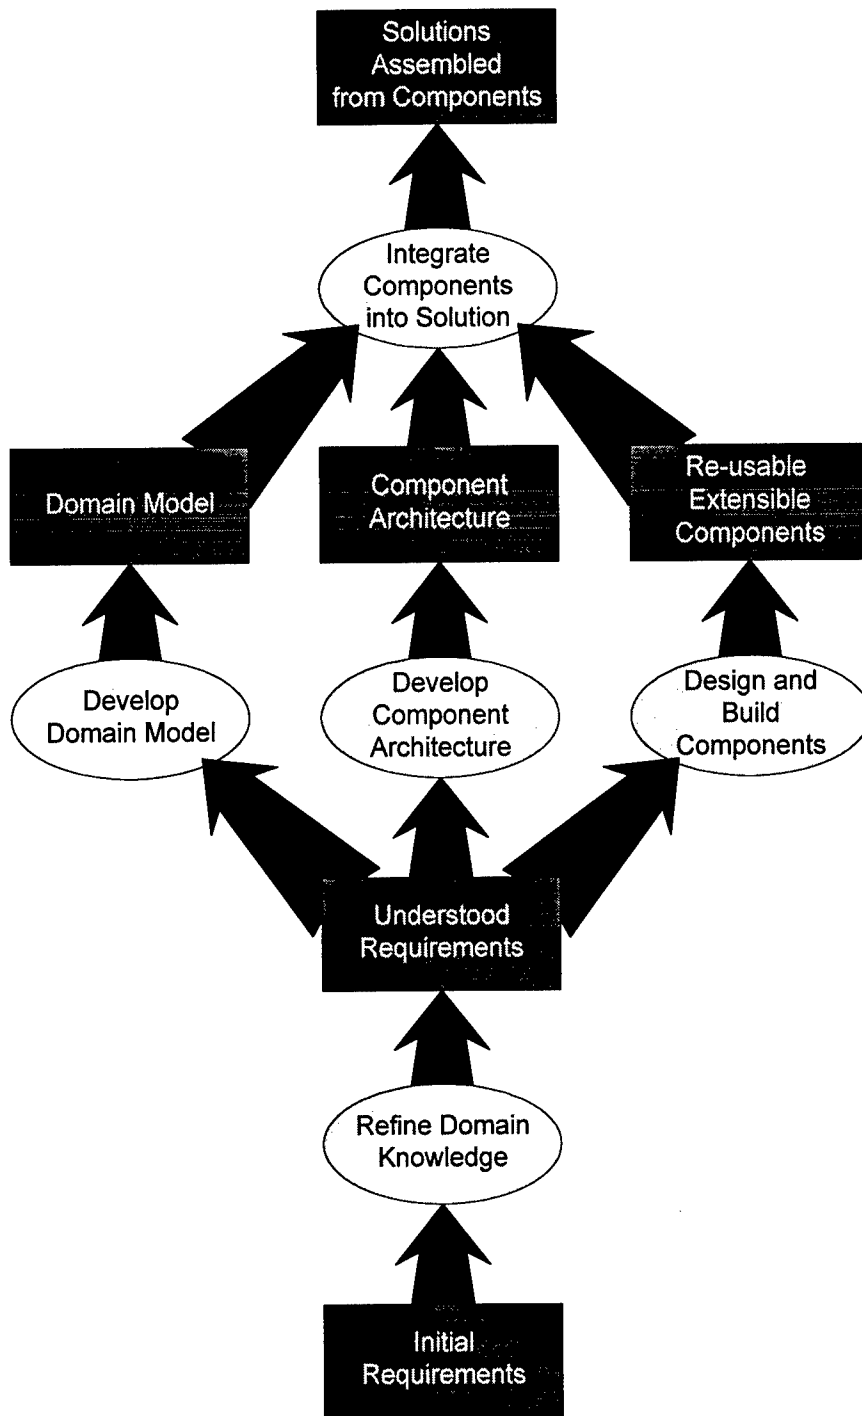 Solutions
Assembled
from Components
Integrate
Components
into Solution
Domain Model
Component
Architecture
Re-usable
Extensible
Components
Develop
Domain Model
Develop
Component
Architecture
Design and
Build
Components
Understood
Requirements
Refine Domain
Knowledge
Initial
Requirements